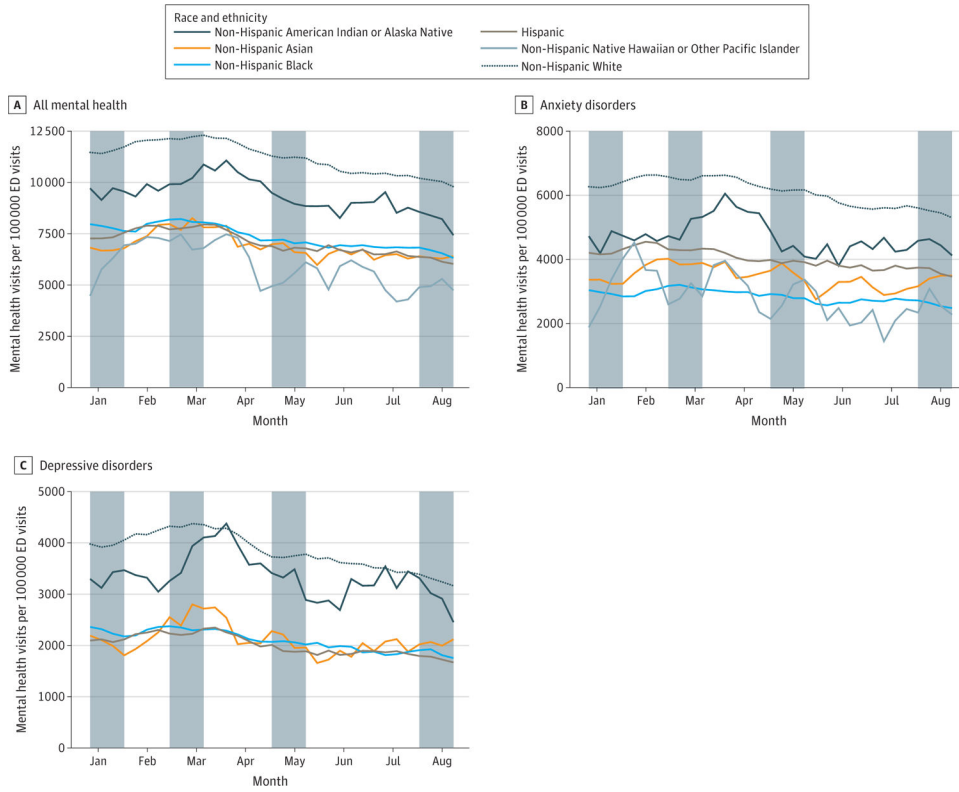 Race and ethnicity
Non-Hispanic American Indian or Alaska Native
Hispanic
Non-Hispanic Asian
Non-Hispanic Native Hawaiian or Other Pacific Islander
Non-Hispanic Black
Non-Hispanic White
A All mental health
Mental health visits per 100 000 ED visits
12 500
10 000
7500
5000
2500
0
Jan Feb Mar Apr May Jun Jul Aug
Month
B Anxiety disorders
Mental health visits per 100 000 ED visits
8000
6000
4000
2000
0
Jan Feb Mar Apr May Jun Jul Aug
Month
C Depressive disorders
Mental health visits per 100 000 ED visits
5000
4000
3000
2000
1000
0
Jan Feb Mar Apr May Jun Jul Aug
Month